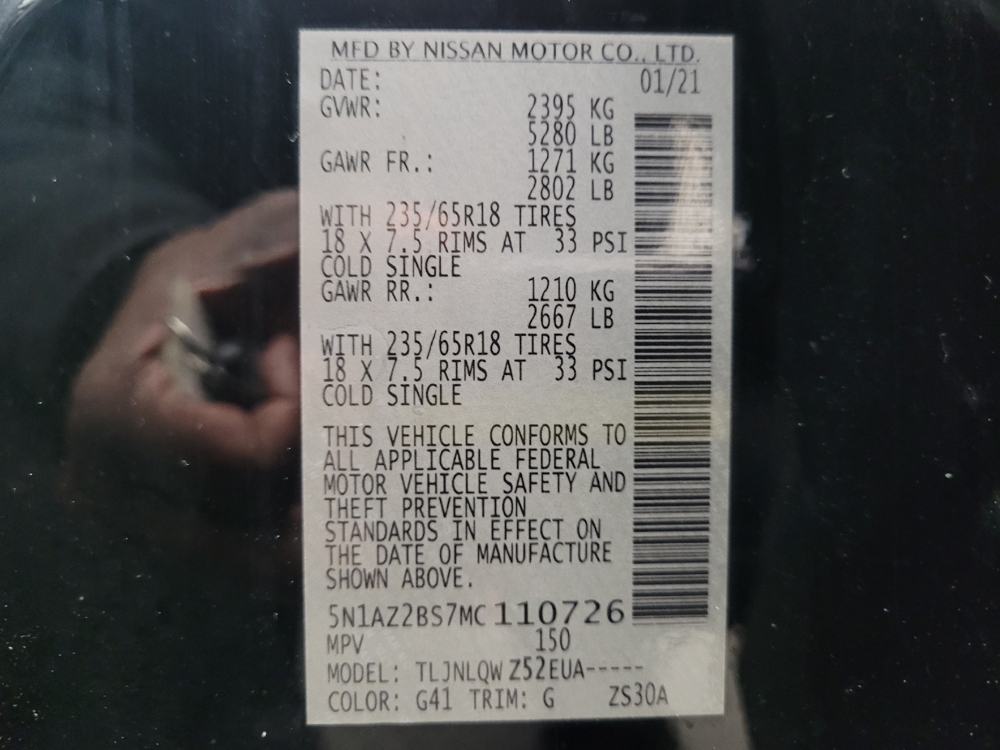 MFD BY NISSAN MOTOR CO., LTD.
DATE: 01/21
GVWR: 2395 KG
5280 LB
GAWR FR.: 1271 KG
2802 LB
WITH 235/65R18 TIRES
18 X 7.5 RIMS AT 33 PSI
COLD SINGLE
GAWR RR.: 1210 KG
2667 LB
WITH 235/65R18 TIRES
18 X 7.5 RIMS AT 33 PSI
COLD SINGLE
THIS VEHICLE CONFORMS TO
ALL APPLICABLE FEDERAL
MOTOR VEHICLE SAFETY AND
THEFT PREVENTION
STANDARDS IN EFFECT ON
THE DATE OF MANUFACTURE
SHOWN ABOVE.
5N1AZ2BS7MC110726
MPV 150
MODEL: TLJNLQW Z52EUA-----
COLOR: G41 TRIM: G ZS30A